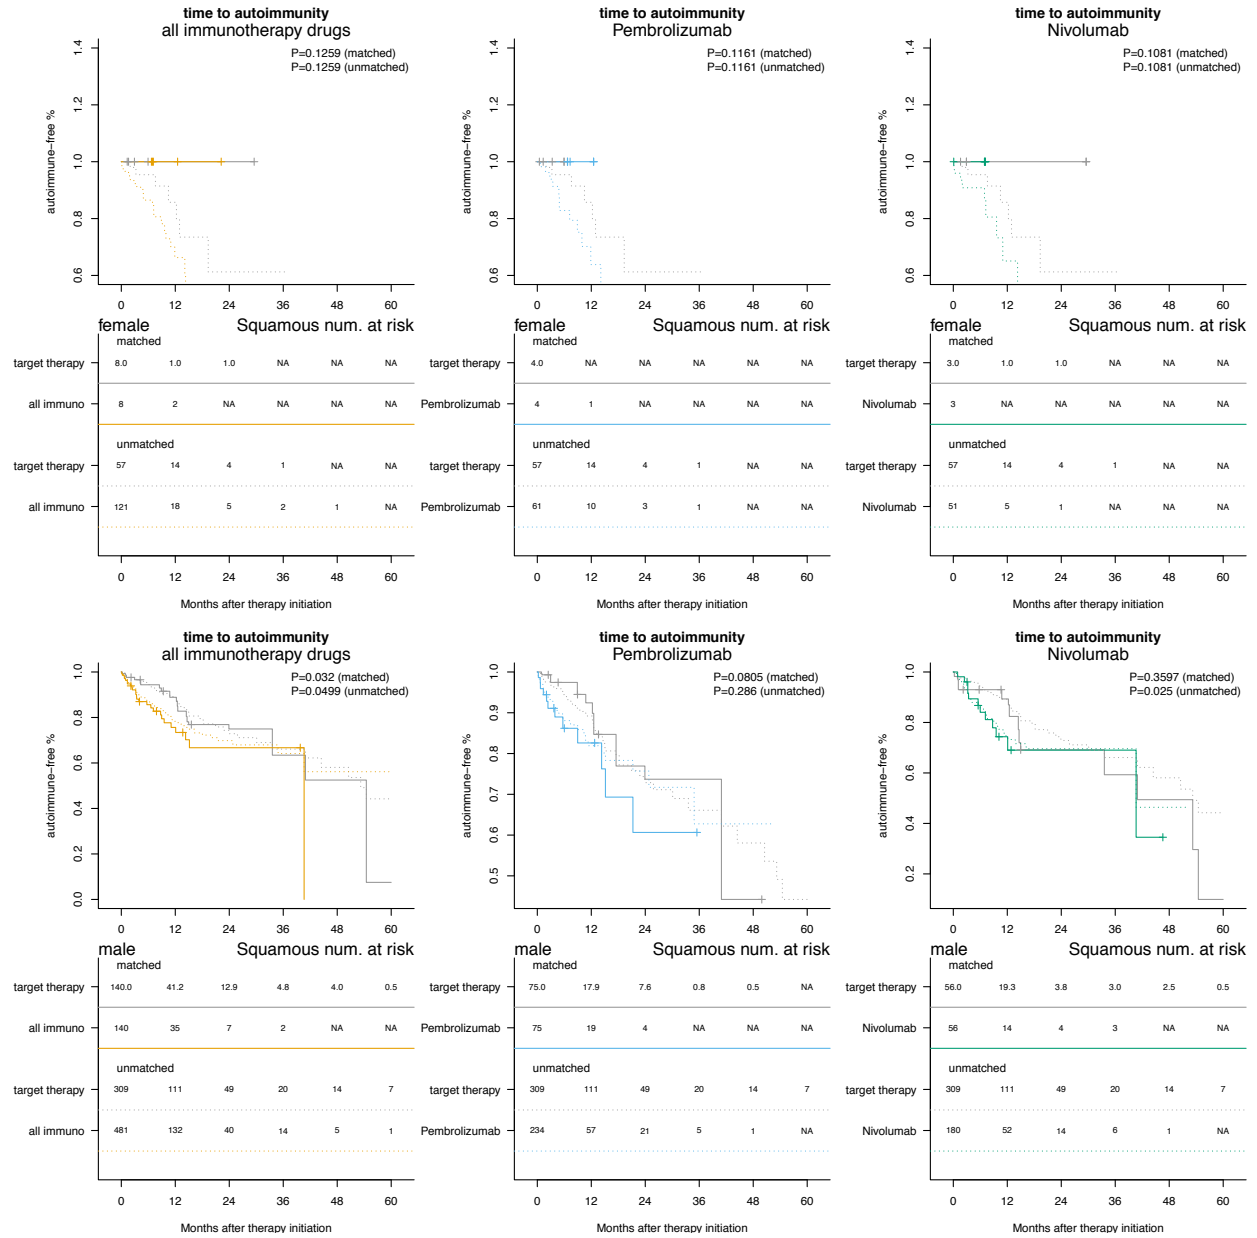 time to autoimmunity
all immunotherapy drugs
P=0.1259 (matched)
P=0.1259 (unmatched)
autoimmune−free %
1.4
1.2
1.0
0.8
0.6
0 12 24 36 48 60
female Squamous num. at risk
matched
target therapy 8.0 1.0 1.0 NA NA NA
all immuno 8 2 NA NA NA NA
unmatched
target therapy 57 14 4 1 NA NA
all immuno 121 18 5 2 1 NA
0 12 24 36 48 60
Months after therapy initiation
time to autoimmunity
Pembrolizumab
P=0.1161 (matched)
P=0.1161 (unmatched)
autoimmune−free %
1.4
1.2
1.0
0.8
0.6
0 12 24 36 48 60
female Squamous num. at risk
matched
target therapy 4.0 NA NA NA NA NA
Pembrolizumab 4 1 NA NA NA NA
unmatched
target therapy 57 14 4 1 NA NA
Pembrolizumab 61 10 3 1 NA NA
0 12 24 36 48 60
Months after therapy initiation
time to autoimmunity
Nivolumab
P=0.1081 (matched)
P=0.1081 (unmatched)
autoimmune−free %
1.4
1.2
1.0
0.8
0.6
0 12 24 36 48 60
female Squamous num. at risk
matched
target therapy 3.0 1.0 1.0 NA NA NA
Nivolumab 3 NA NA NA NA NA
unmatched
target therapy 57 14 4 1 NA NA
Nivolumab 51 5 1 NA NA NA
0 12 24 36 48 60
Months after therapy initiation
time to autoimmunity
all immunotherapy drugs
P=0.032 (matched)
P=0.0499 (unmatched)
autoimmune−free %
1.0
0.8
0.6
0.4
0.2
0.0
0 12 24 36 48 60
male Squamous num. at risk
matched
target therapy 140.0 41.2 12.9 4.8 4.0 0.5
all immuno 140 35 7 2 NA NA
unmatched
target therapy 309 111 49 20 14 7
all immuno 481 132 40 14 5 1
0 12 24 36 48 60
Months after therapy initiation
time to autoimmunity
Pembrolizumab
P=0.0805 (matched)
P=0.286 (unmatched)
autoimmune−free %
1.0
0.9
0.8
0.7
0.6
0.5
0 12 24 36 48 60
male Squamous num. at risk
matched
target therapy 75.0 17.9 7.6 0.8 0.5 NA
Pembrolizumab 75 19 4 NA NA NA
unmatched
target therapy 309 111 49 20 14 7
Pembrolizumab 234 57 21 5 1 NA
0 12 24 36 48 60
Months after therapy initiation
time to autoimmunity
Nivolumab
P=0.3597 (matched)
P=0.025 (unmatched)
autoimmune−free %
1.0
0.8
0.6
0.4
0.2
0 12 24 36 48 60
male Squamous num. at risk
matched
target therapy 56.0 19.3 3.8 3.0 2.5 0.5
Nivolumab 56 14 4 3 NA NA
unmatched
target therapy 309 111 49 20 14 7
Nivolumab 180 52 14 6 1 NA
0 12 24 36 48 60
Months after therapy initiation